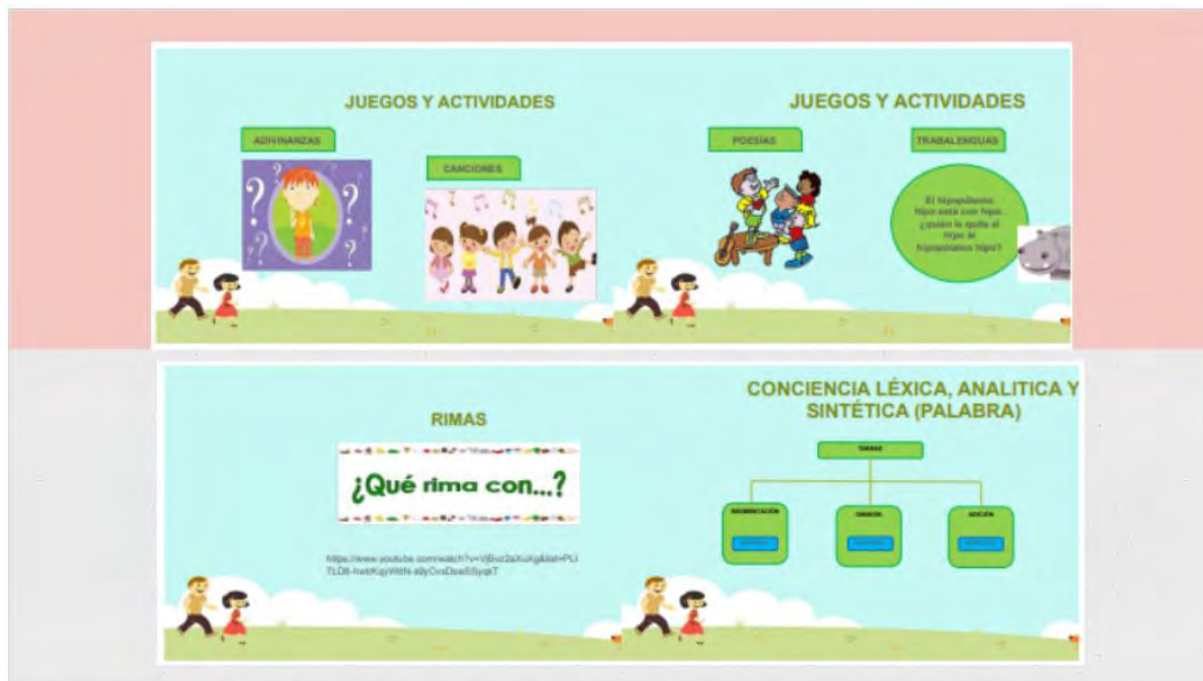 JUEGOS Y ACTIVIDADES
ADIVINANZAS
CANCIONES
JUEGOS Y ACTIVIDADES
POESÍAS
TRABALENGUAS
El hipopótamo
hipo está con hipo.
¿quién le quita el
hipo al
hipopótamo hipo?
RIMAS
¿Qué rima con...?
CONCIENCIA LÉXICA, ANALITICA Y
SINTÉTICA (PALABRA)
TAREAS
SEGMENTACIÓN
OMISIÓN
ADICIÓN